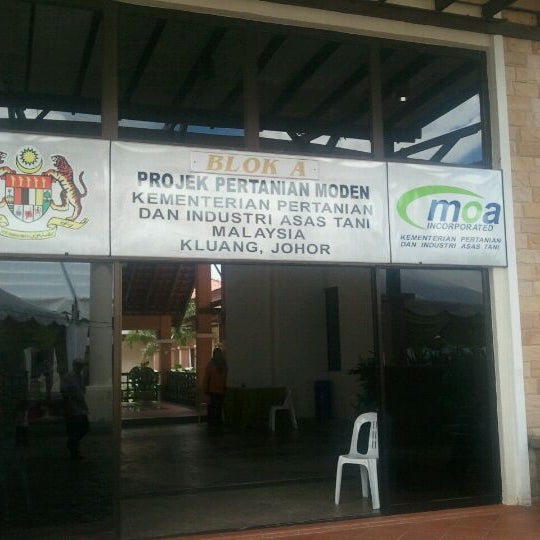 BLOK A
PROJEK PERTANIAN MODEN
KEMENTERIAN PERTANIAN
DAN INDUSTRI ASAS TANI
MALAYSIA
KLUANG, JOHOR
moa
INCORPORATED
KEMENTERIAN PERTANIAN
DAN INDUSTRI ASAS TANI